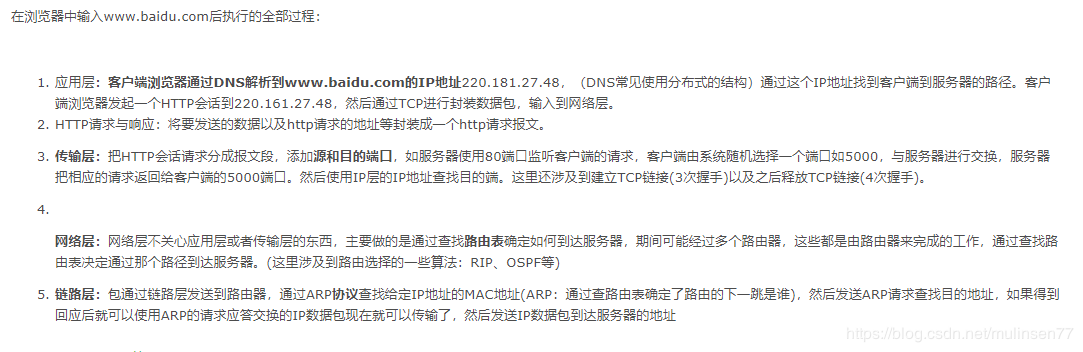 在浏览器中输入www.baidu.com后执行的全部过程：
1. 应用层：客户端浏览器通过DNS解析到www.baidu.com的IP地址220.181.27.48，（DNS常见使用分布式的结构）通过这个IP地址找到客户端到服务器的路径。客户
端浏览器发起一个HTTP会话到220.161.27.48，然后通过TCP进行封装数据包，输入到网络层。
2. HTTP请求与响应：将要发送的数据以及http请求的地址等封装成一个http请求报文。
3. 传输层：把HTTP会话请求分成报文段，添加源和目的端口，如服务器使用80端口监听客户端的请求，客户端由系统随机选择一个端口如5000，与服务器进行交换，服务器
把相应的请求返回给客户端的5000端口。然后使用IP层的IP地址查找目的端。这里还涉及到建立TCP链接(3次握手)以及之后释放TCP链接(4次握手)。
4.
网络层：网络层不关心应用层或者传输层的东西，主要做的是通过查找路由表确定如何到达服务器，期间可能经过多个路由器，这些都是由路由器来完成的工作，通过查找路
由表决定通过那个路径到达服务器。(这里涉及到路由选择的一些算法：RIP、OSPF等)
5. 链路层：包通过链路层发送到路由器，通过ARP协议查找给定IP地址的MAC地址(ARP：通过查路由表确定了路由的下一跳是谁)，然后发送ARP请求查找目的地址，如果得到
回应后就可以使用ARP的请求应答交换的IP数据包现在就可以传输了，然后发送IP数据包到达服务器的地址
https://blog.csdn.net/mulinsen77